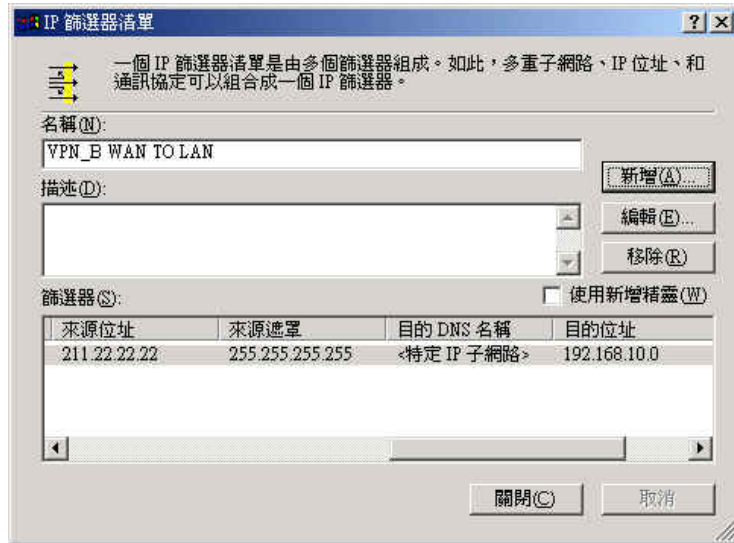 IP 篩選器清單
一個 IP 篩選器清單是由多個篩選器組成。如此，多重子網路、IP 位址、和
通訊協定可以組合成一個 IP 篩選器。
名稱(N):
VPN_B WAN TO LAN
新增(A)...
描述(D):
編輯(E)...
移除(R)
篩選器(S):
使用新增精靈(W)
來源位址 來源遮罩 目的 DNS 名稱 目的位址
211.22.22.22 255.255.255.255 <特定 IP 子網路> 192.168.10.0
關閉(C)
取消